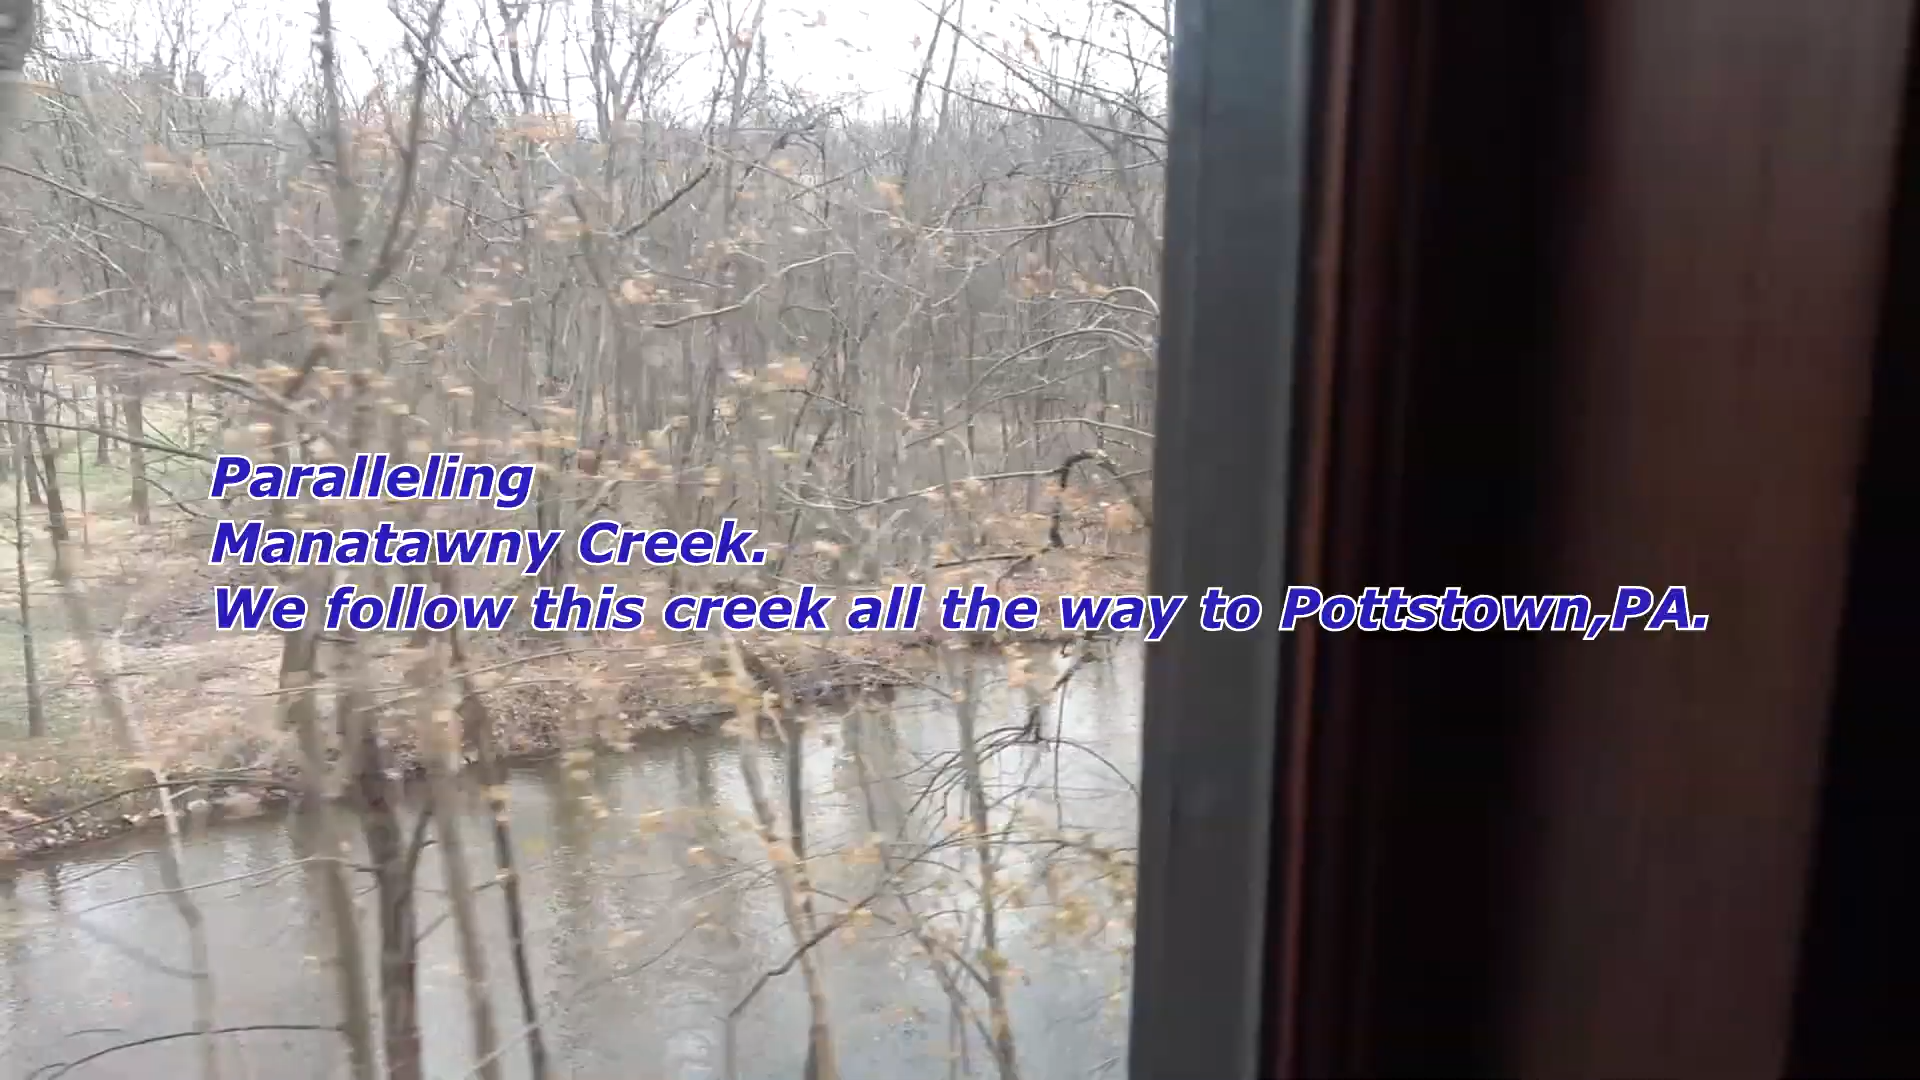 Paralleling
Manatawny Creek.
We follow this creek all the way to Pottstown,PA.